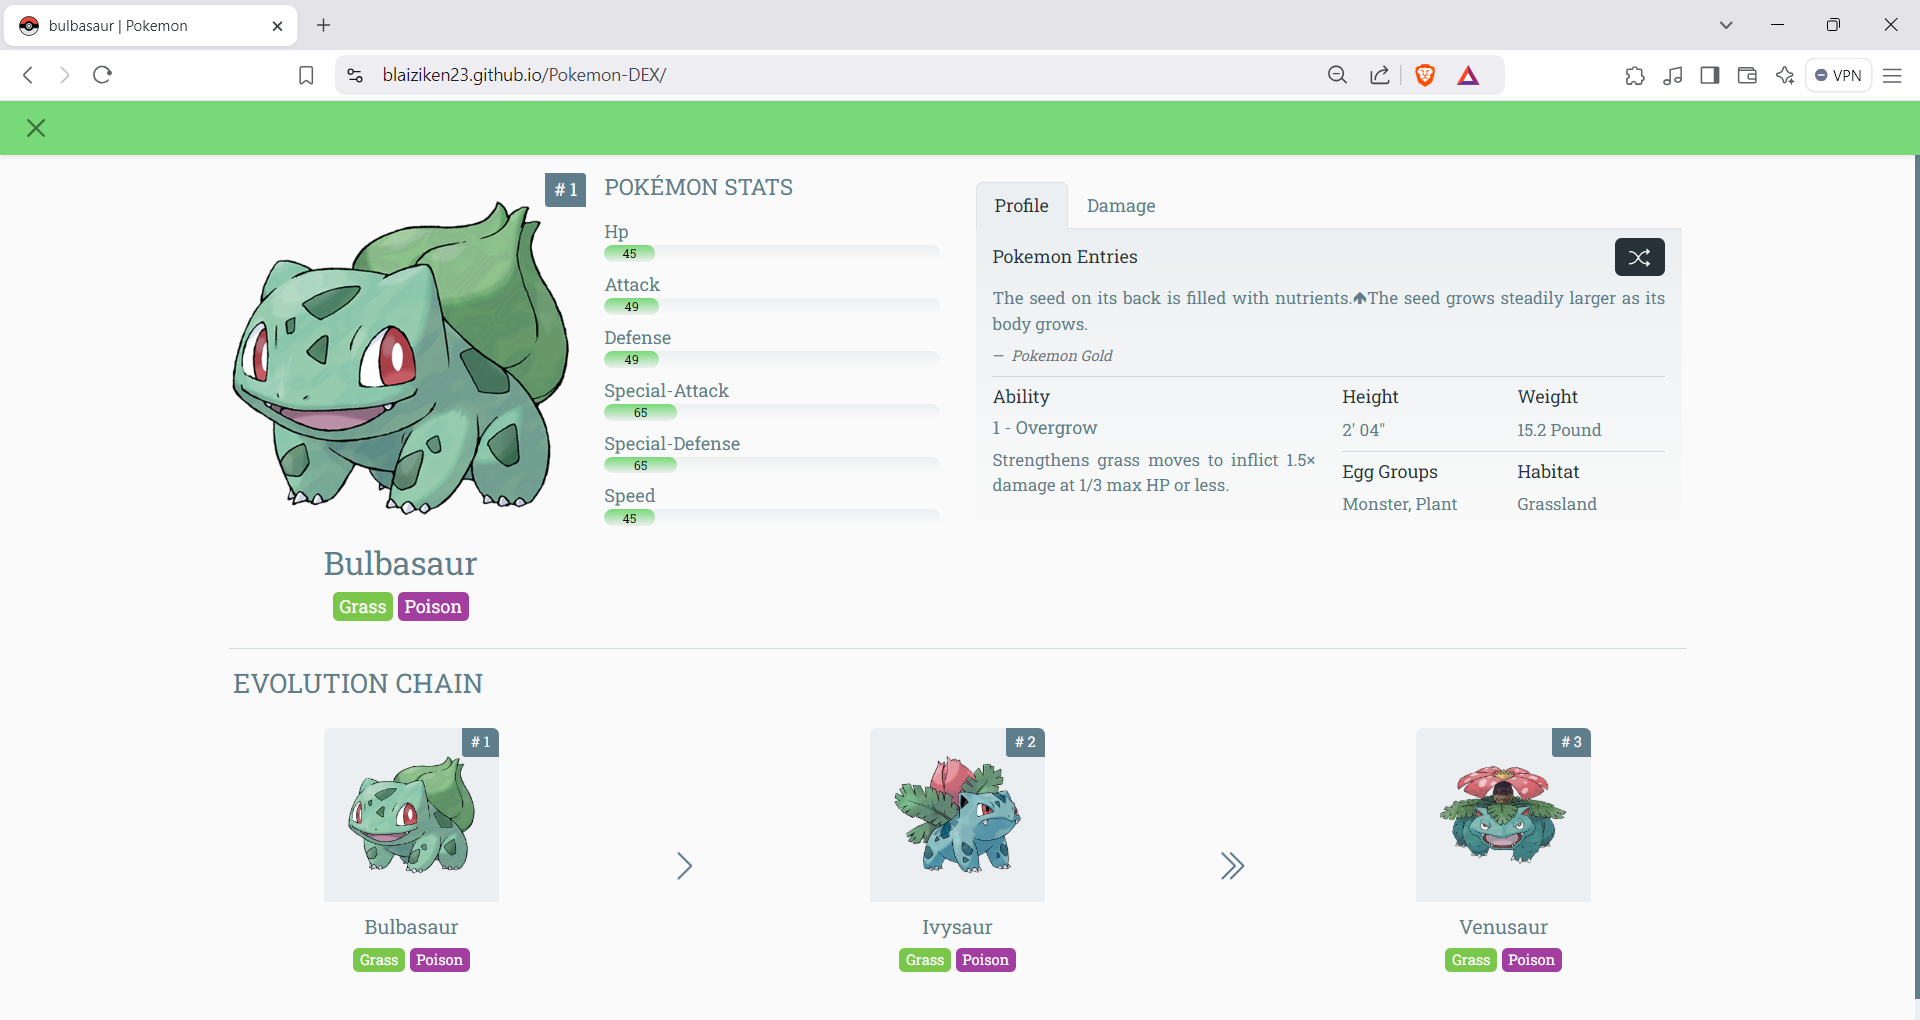 bulbasaur | Pokemon
blaiziken23.github.io/Pokemon-DEX/
VPN
# 1
POKÉMON STATS
Hp
45
Attack
49
Defense
49
Special-Attack
65
Special-Defense
65
Speed
45
Bulbasaur
Grass Poison
Profile Damage
Pokemon Entries
The seed on its back is filled with nutrients.🡅The seed grows steadily larger as its
body grows.
— Pokemon Gold
Ability
1 - Overgrow
Strengthens grass moves to inflict 1.5×
damage at 1/3 max HP or less.
Height
2' 04"
Weight
15.2 Pound
Egg Groups
Monster, Plant
Habitat
Grassland
EVOLUTION CHAIN
# 1
Bulbasaur
Grass Poison
# 2
Ivysaur
Grass Poison
# 3
Venusaur
Grass Poison